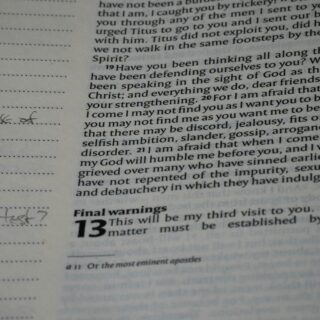 have not been a burd
that I am, I caught you by trickery!
you through any of the men I sent to yo
urged Titus to go to you and I sent our b
with him. Titus did not exploit you, did h
we not walk in the same footsteps by the
Spirit?
19 Have you been thinking all along th
have been defending ourselves to you? W
been speaking in the sight of God as th
Christ; and everything we do, dear friends
your strengthening. 20 For I am afraid that
I come I may not find you as I want you to b
you may not find me as you want me to be
that there may be discord, jealousy, fits o
selfish ambition, slander, gossip, arrogan
disorder. 21 I am afraid that when I come
my God will humble me before you, and I w
grieved over many who have sinned earlie
have not repented of the impurity, sexu
and debauchery in which they have indulg
Final warnings
13 This will be my third visit to you.
matter must be established by
11 Or the most eminent apostles